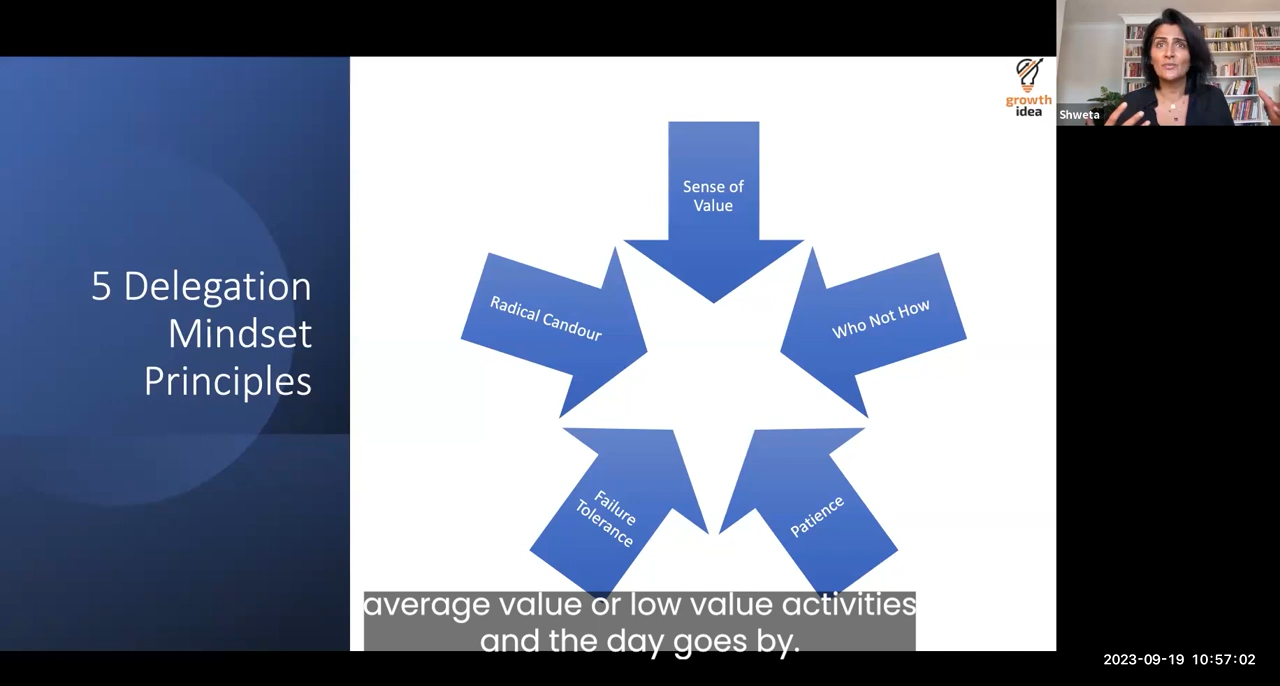 growth
idea
Shweta
5 Delegation
Mindset
Principles
Sense of
Value
Radical Candour
Who Not How
Failure
Tolerance
Patience
average value or low value activities
and the day goes by.
2023-09-19 10:57:02